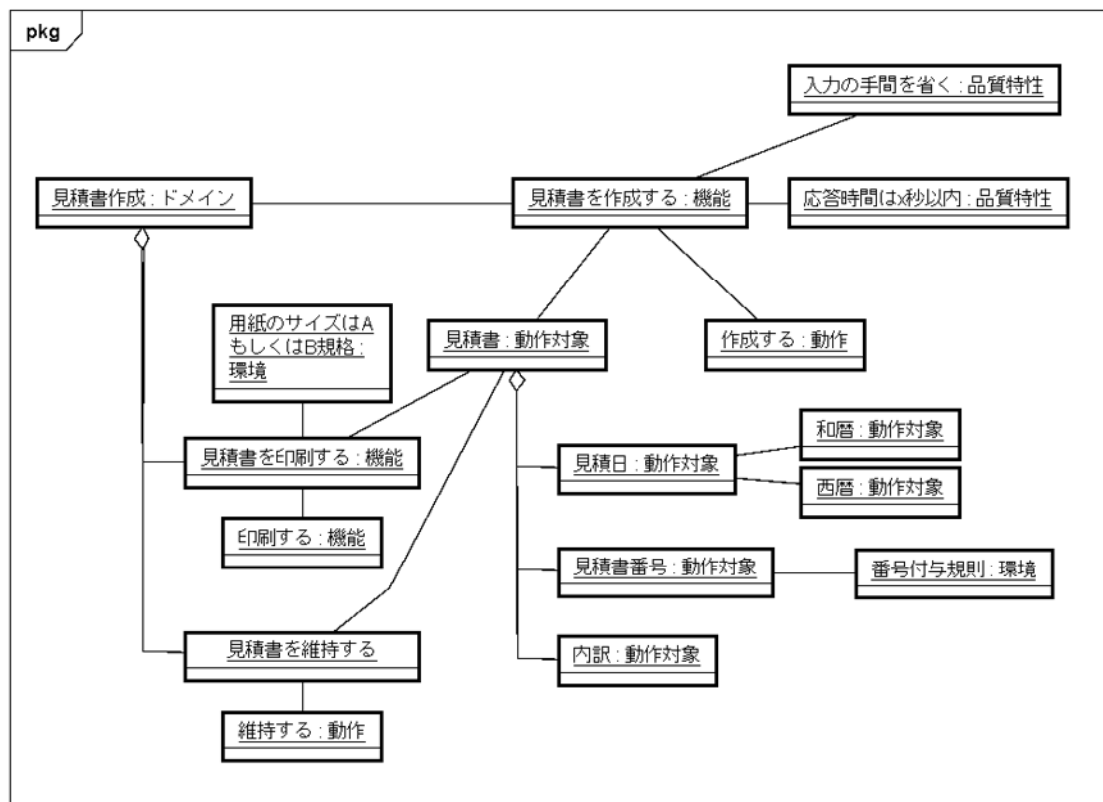 pkg
入力の手間を省く : 品質特性
見積書作成 : ドメイン
見積書を作成する : 機能
応答時間はx秒以内 : 品質特性
用紙のサイズはA
もしくはB規格 :
環境
見積書 : 動作対象
作成する : 動作
見積書を印刷する : 機能
見積日 : 動作対象
和暦 : 動作対象
西暦 : 動作対象
印刷する : 機能
見積書番号 : 動作対象
番号付与規則 : 環境
見積書を維持する
内訳 : 動作対象
維持する : 動作